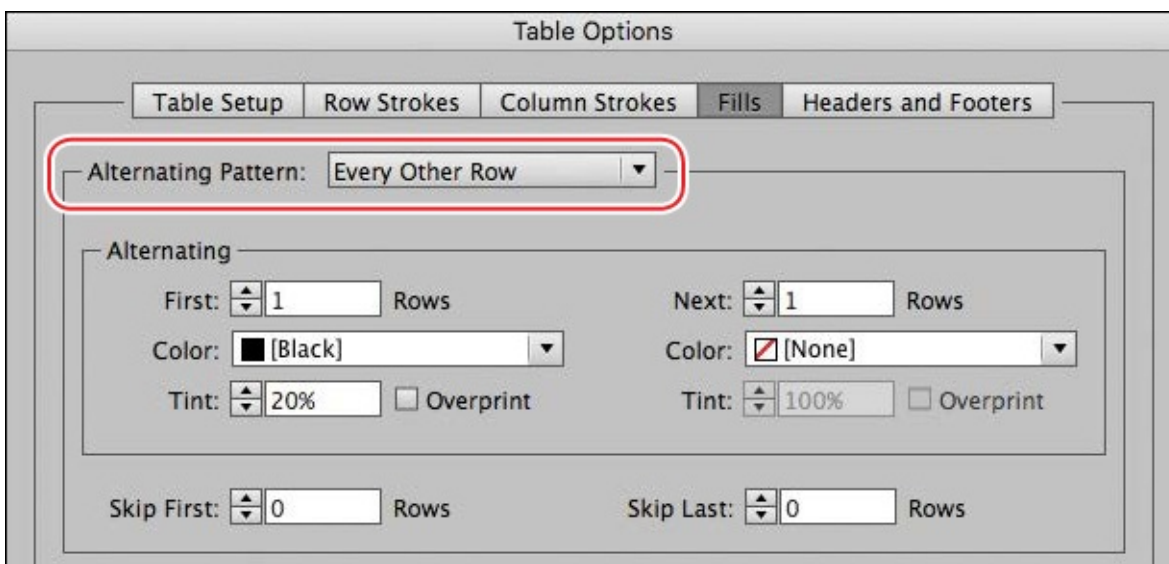 Table Options
Table Setup Row Strokes Column Strokes Fills Headers and Footers
Alternating Pattern: Every Other Row
Alternating
First: 1 Rows Next: 1 Rows
Color: [Black] Color: [None]
Tint: 20% Overprint Tint: 100% Overprint
Skip First: 0 Rows Skip Last: 0 Rows